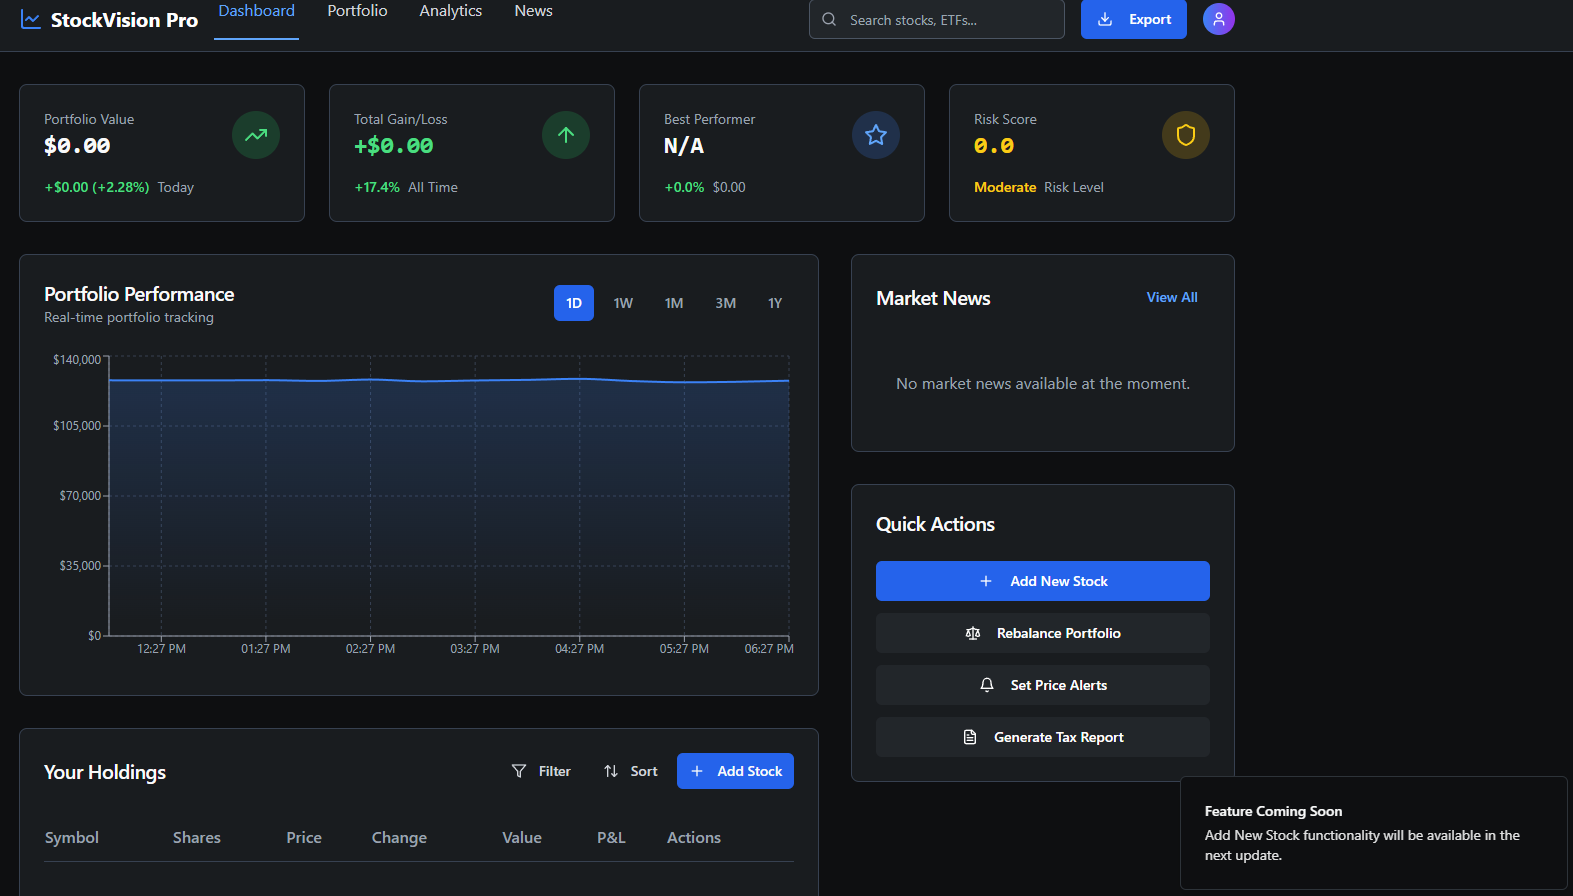 StockVision Pro
Dashboard
Portfolio
Analytics
News
Search stocks, ETFs...
Export
Portfolio Value
$0.00
+$0.00 (+2.28%) Today
Total Gain/Loss
+$0.00
+17.4% All Time
Best Performer
N/A
+0.0% $0.00
Risk Score
0.0
Moderate Risk Level
Portfolio Performance
Real-time portfolio tracking
1D
1W
1M
3M
1Y
$140,000
$105,000
$70,000
$35,000
$0
12:27 PM
01:27 PM
02:27 PM
03:27 PM
04:27 PM
05:27 PM
06:27 PM
Market News
View All
No market news available at the moment.
Quick Actions
Add New Stock
Rebalance Portfolio
Set Price Alerts
Generate Tax Report
Your Holdings
Filter
Sort
Add Stock
Symbol
Shares
Price
Change
Value
P&L
Actions
Feature Coming Soon
Add New Stock functionality will be available in the
next update.